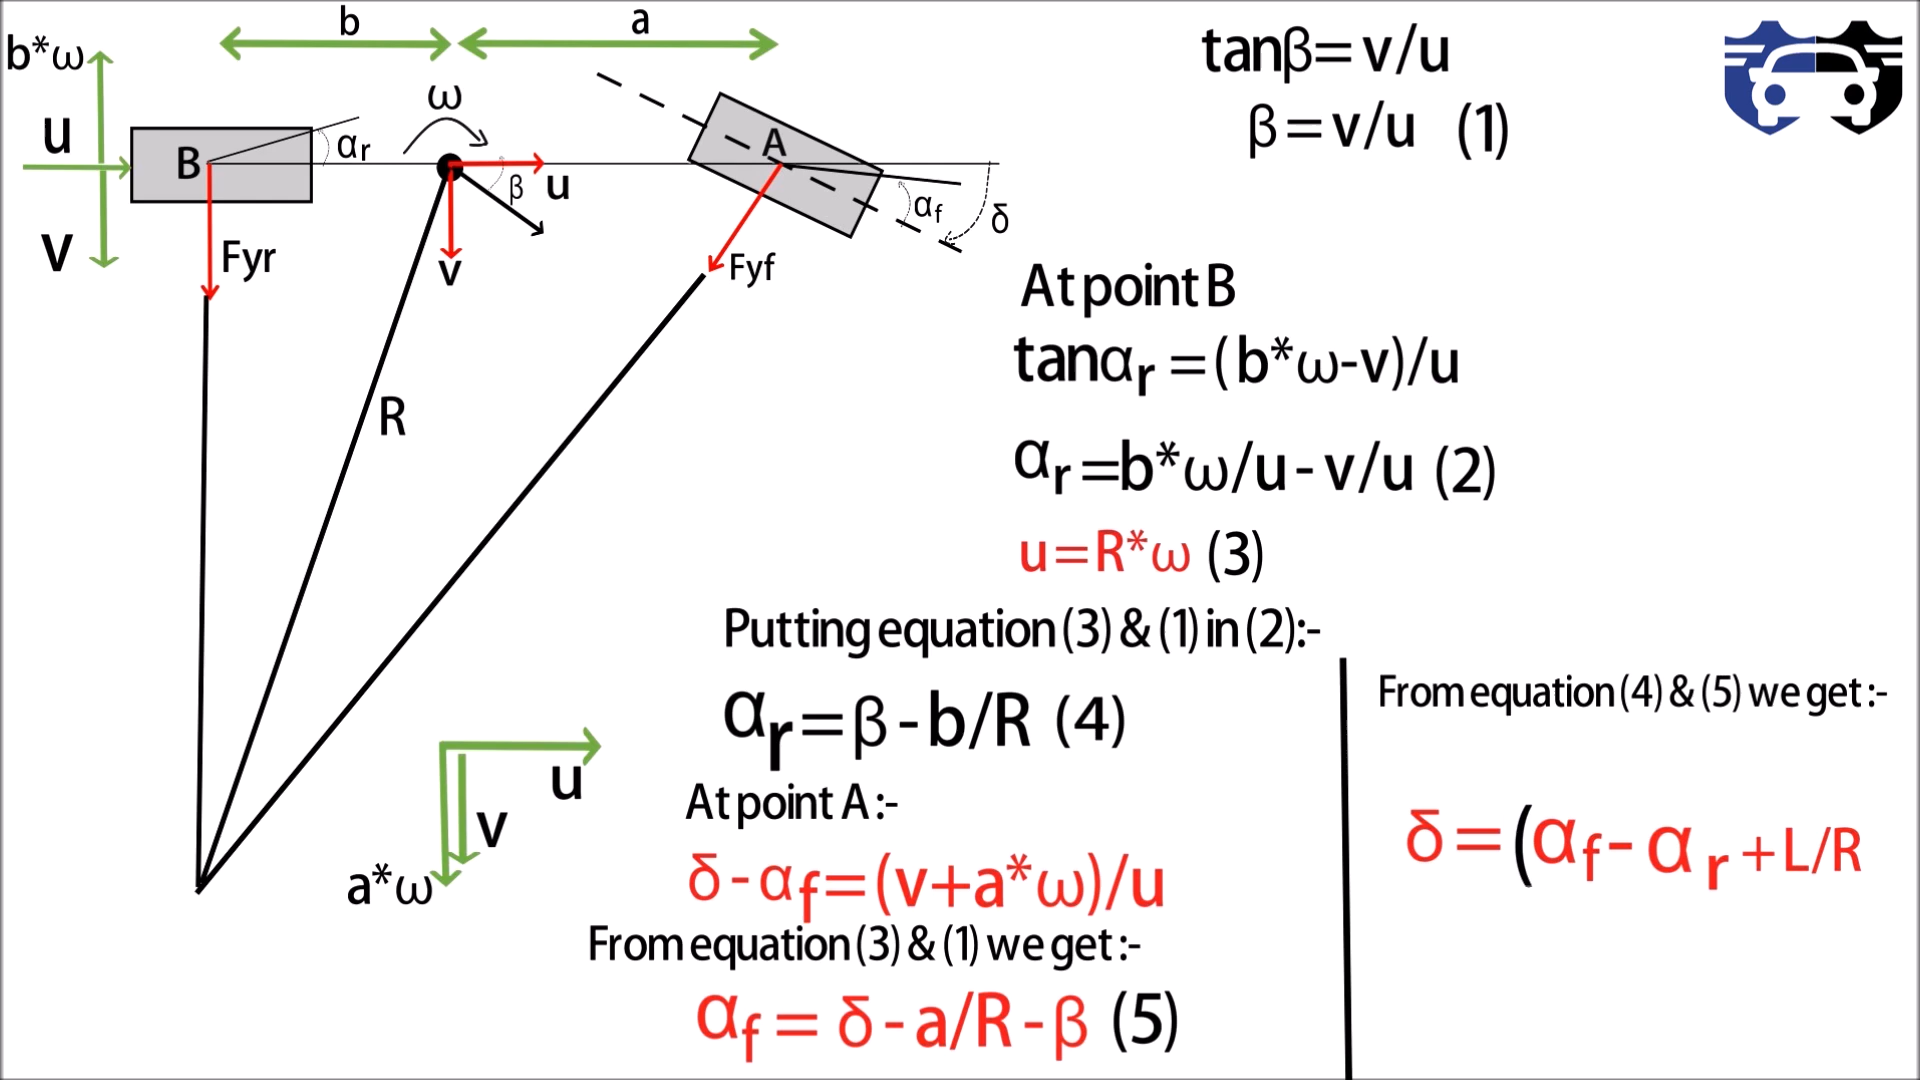 b
a
b*ω
u
v
B
αr
ω
β
u
v
A
αf
δ
Fyr
Fyf
R
u
v
a*ω
tanβ= v/u
β = v/u (1)
At point B
tanαr = (b*ω-v)/u
αr =b*ω/u - v/u (2)
u=R*ω (3)
Putting equation (3) & (1) in (2):-
αr = β - b/R (4)
At point A :-
δ - αf = (v+a*ω)/u
From equation (3) & (1) we get :-
αf = δ - a/R - β (5)
From equation (4) & (5) we get :-
δ = (αf - αr + L/R